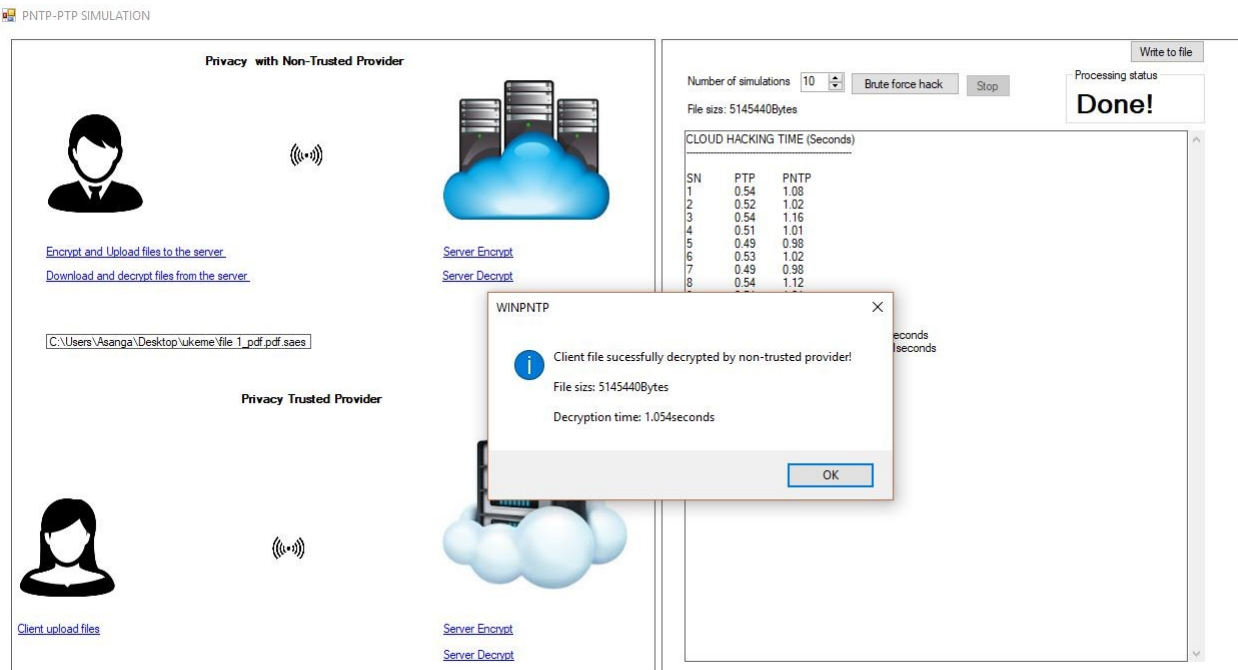 PNTP-PTP SIMULATION
Privacy with Non-Trusted Provider
Encrypt and Upload files to the server
Download and decrypt files from the server
Server Encrypt
Server Decrypt
C:\Users\Asanga\Desktop\ukeme\file 1_pdf.pdf.saes
Privacy Trusted Provider
Client upload files
Server Encrypt
Server Decrypt
Write to file
Number of simulations 10 Brute force hack Stop
Processing status
Done!
File sizs: 5145440Bytes
CLOUD HACKING TIME (Seconds)
SN PTP PNTP
1 0.54 1.08
2 0.52 1.02
3 0.54 1.16
4 0.51 1.01
5 0.49 0.98
6 0.53 1.02
7 0.49 0.98
8 0.54 1.12
econds
lseconds
WINPNTP
Client file sucessfully decrypted by non-trusted provider!
File sizs: 5145440Bytes
Decryption time: 1.054seconds
OK